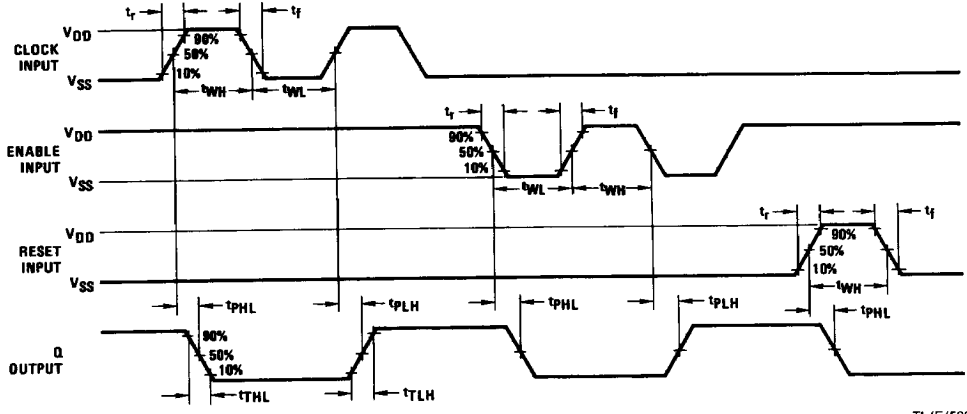 tr tf
VDD
CLOCK INPUT
90%
50%
10%
VSS
tWH tWL
tr tf
VDD
ENABLE INPUT
90%
50%
10%
VSS
tWL tWH
tr tf
VDD
RESET INPUT
90%
50%
10%
VSS
tWH
tPHL tPLH tPHL tPLH tPHL
Q OUTPUT
90%
50%
10%
tTHL tTLH